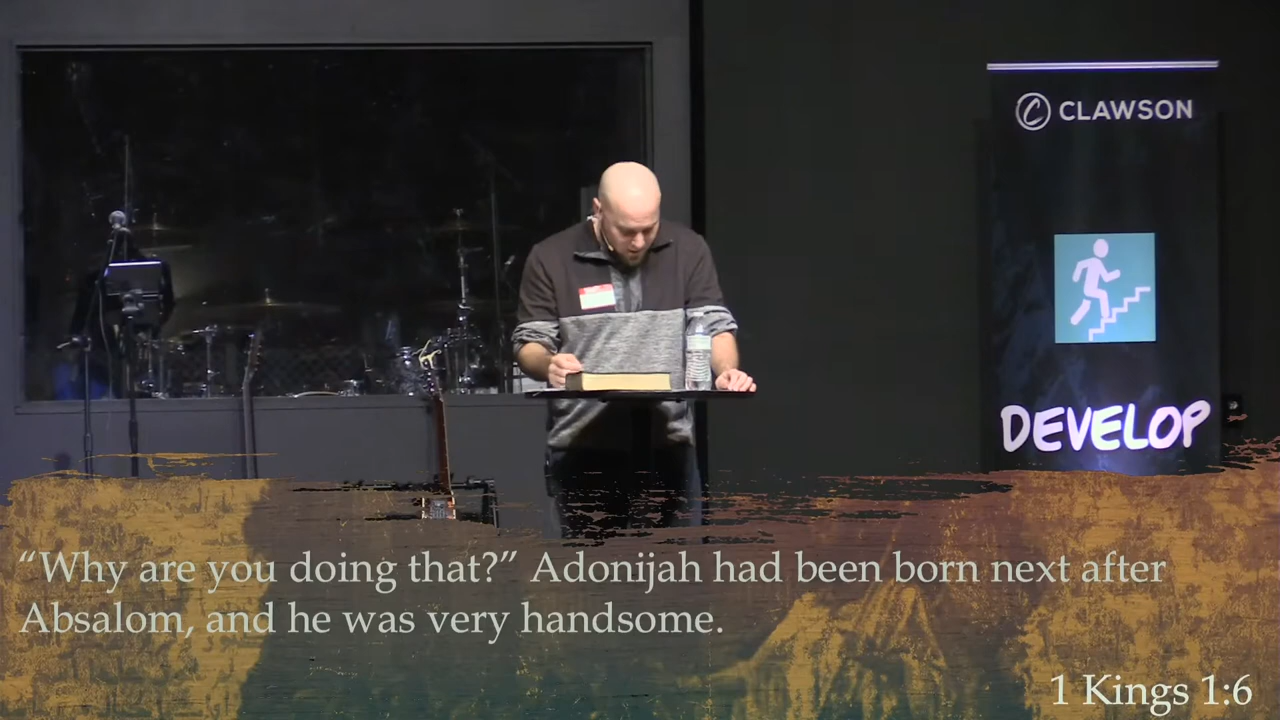 CLAWSON
DEVELOP
“Why are you doing that?” Adonijah had been born next after
Absalom, and he was very handsome.
1 Kings 1:6